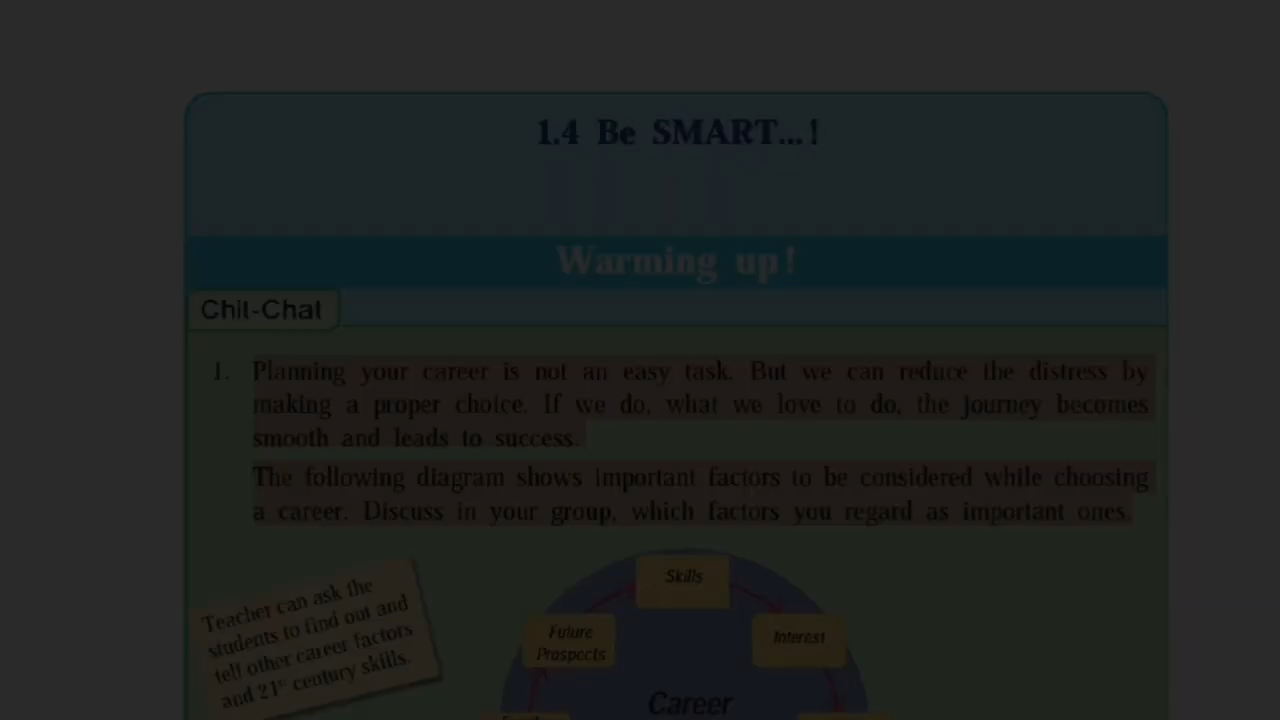 1.4 Be SMART...!
Warming up!
Chit-Chat
1. Planning your career is not an easy task. But we can reduce the distress by
making a proper choice. If we do, what we love to do, the journey becomes
smooth and leads to success.
The following diagram shows important factors to be considered while choosing
a career. Discuss in your group, which factors you regard as important ones.
Teacher can ask the
students to find out and
tell other career factors
and 21st century skills.
Skills
Future
Prospects
Interest
Career